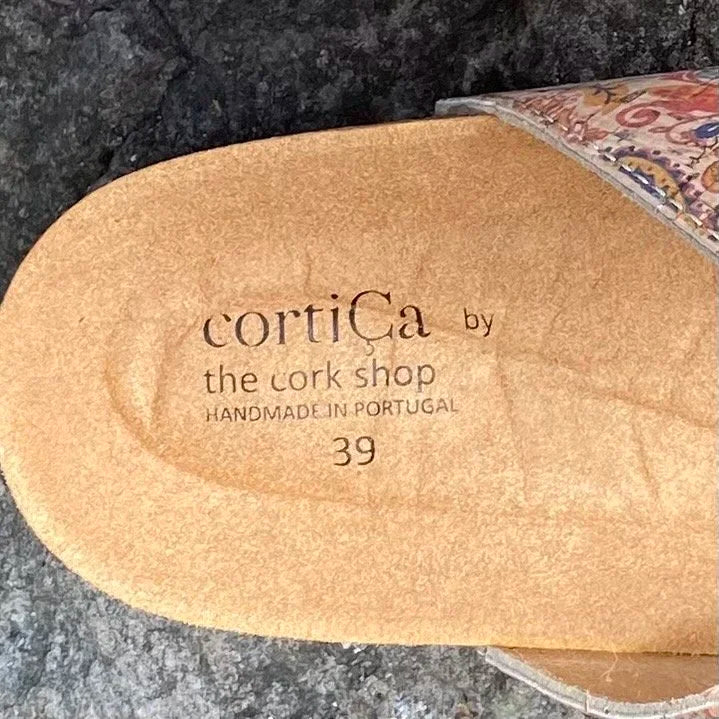 cortiÇa by
the cork shop
HANDMADE IN PORTUGAL
39